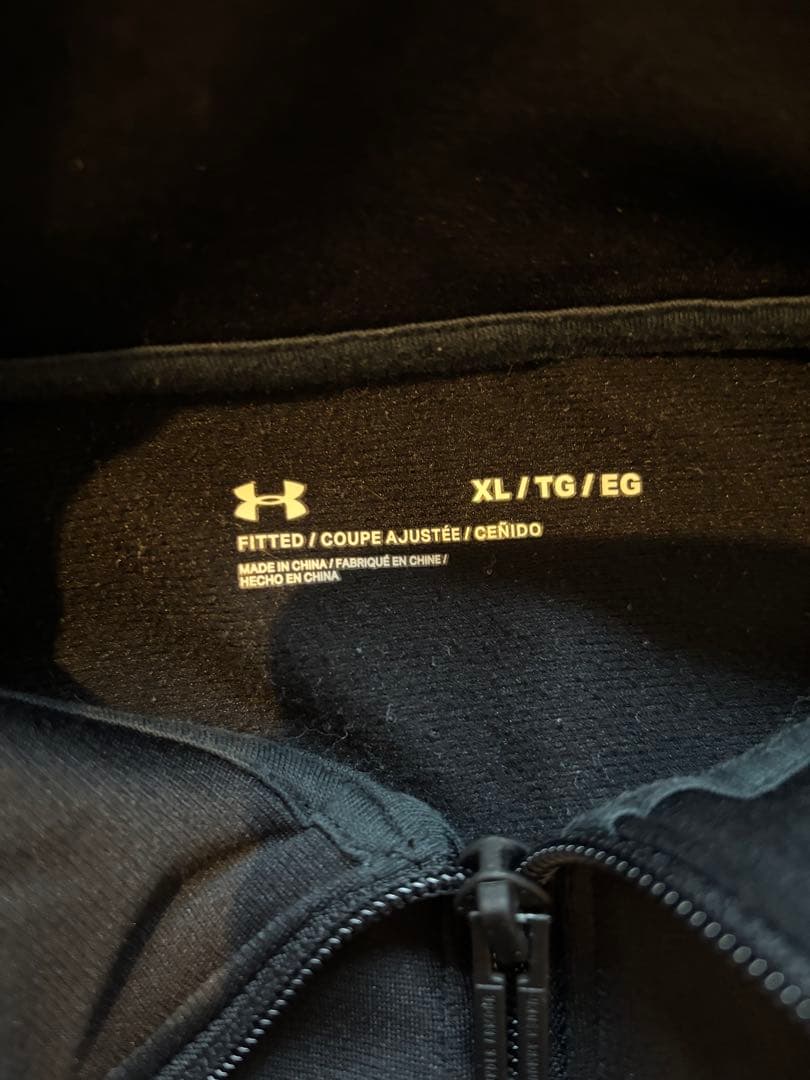 XL / TG / EG
FITTED / COUPE AJUSTÉE / CEÑIDO
MADE IN CHINA / FABRIQUÉ EN CHINE /
HECHO EN CHINA